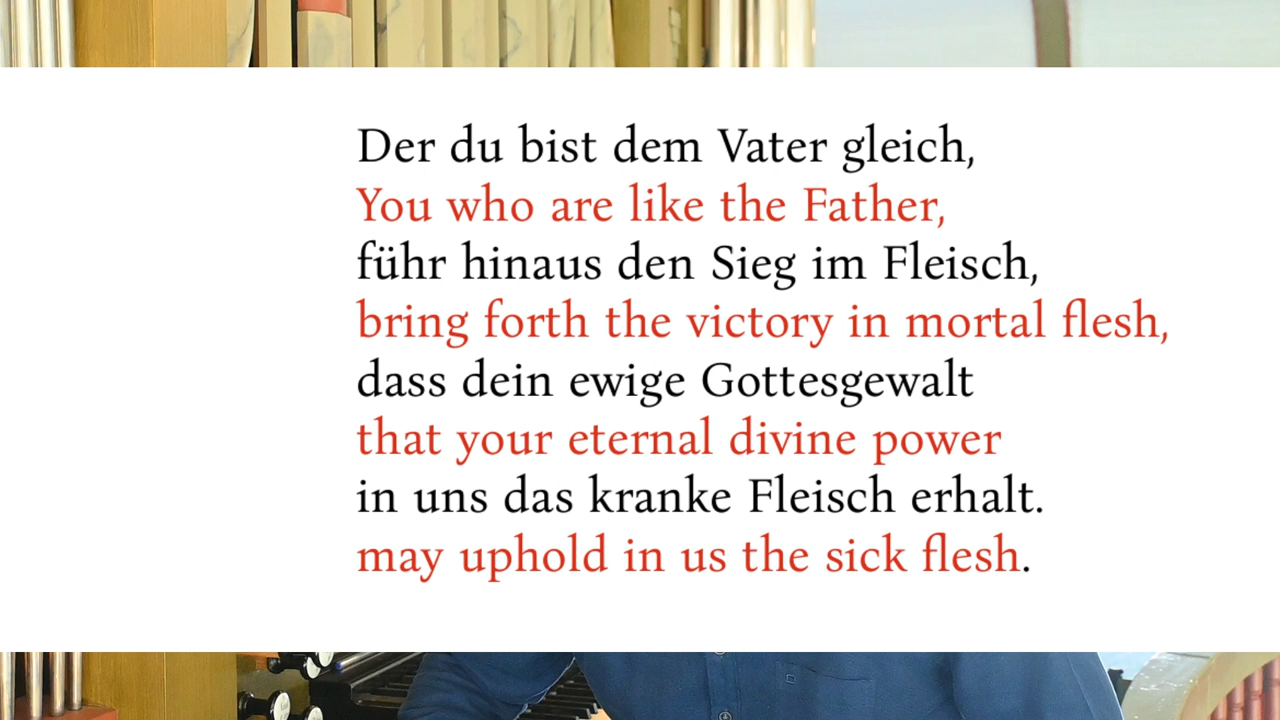 Der du bist dem Vater gleich,
You who are like the Father,
führ hinaus den Sieg im Fleisch,
bring forth the victory in mortal flesh,
dass dein ewige Gottesgewalt
that your eternal divine power
in uns das kranke Fleisch erhalt.
may uphold in us the sick flesh.